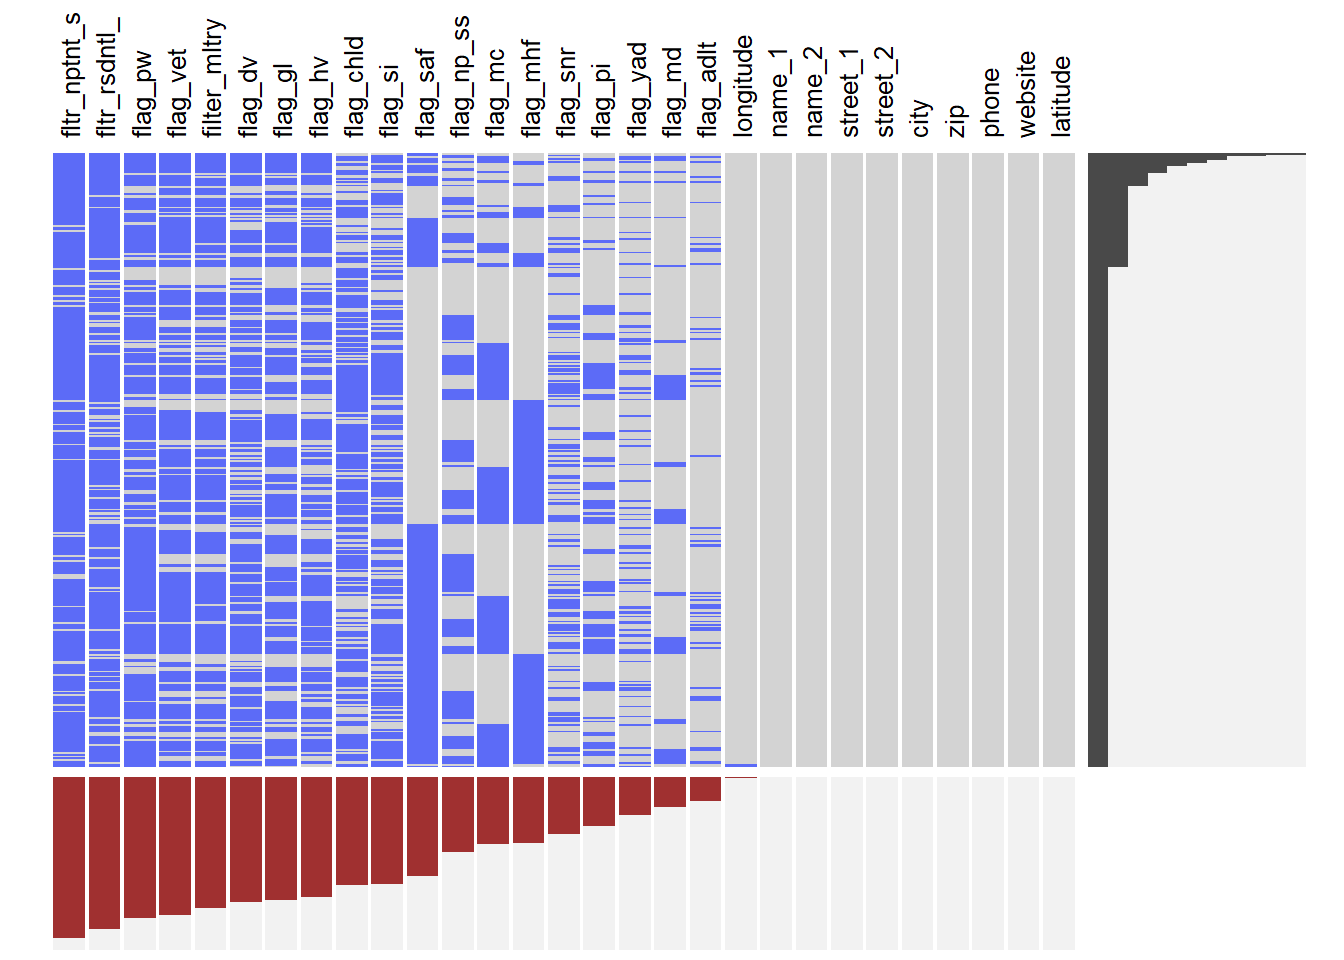 fltr_nptnt_s
fltr_rsdntl_
flag_pw
flag_vet
filter_mltry
flag_dv
flag_gl
flag_hv
flag_chld
flag_si
flag_saf
flag_np_ss
flag_mc
flag_mhf
flag_snr
flag_pi
flag_yad
flag_md
flag_adlt
longitude
name_1
name_2
street_1
street_2
city
zip
phone
website
latitude